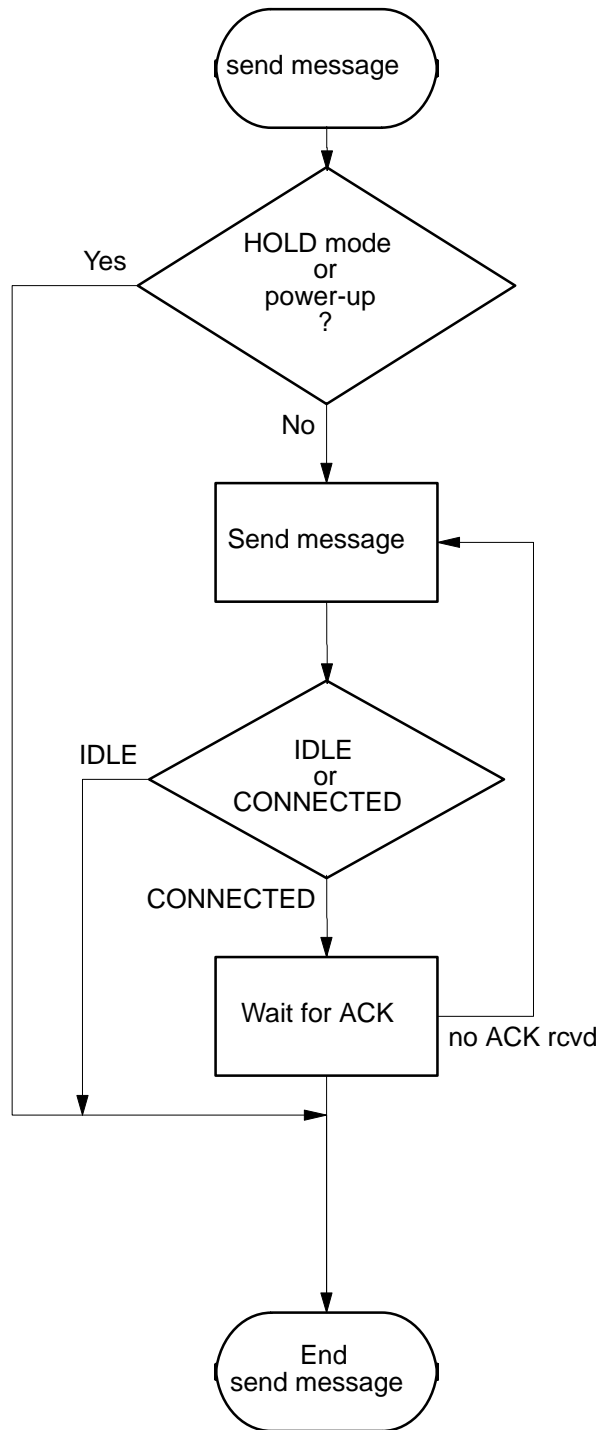 send message
HOLD mode
or
power-up
?
Yes
No
Send message
IDLE
or
CONNECTED
IDLE
CONNECTED
Wait for ACK
no ACK rcvd
End
send message